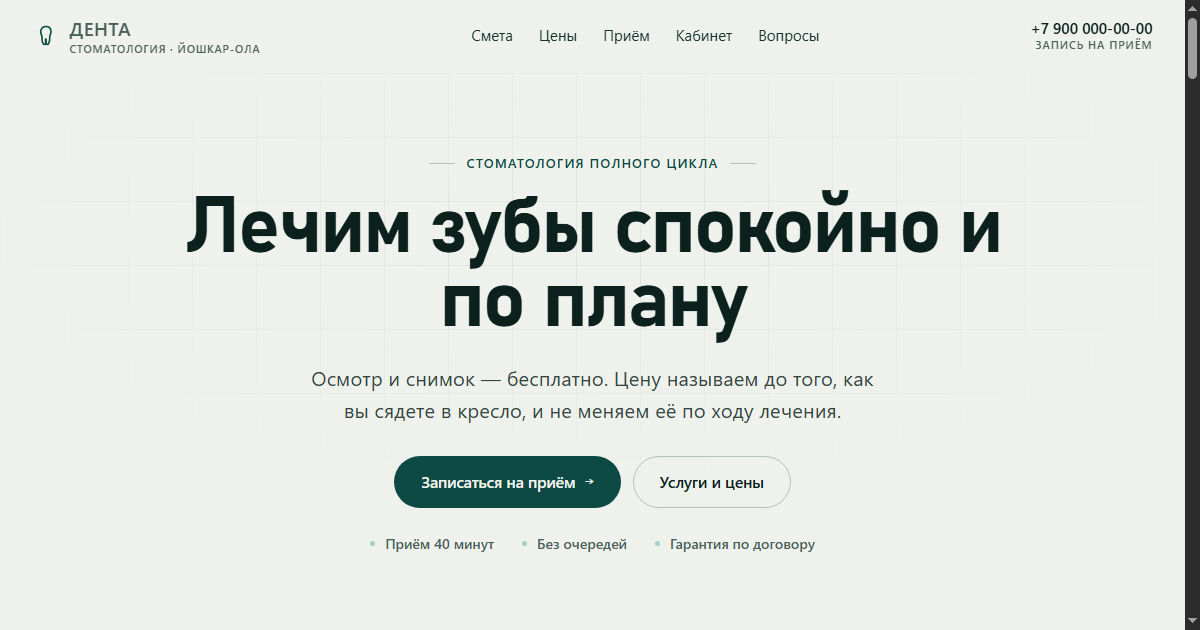 ДЕНТА
СТОМАТОЛОГИЯ · ЙОШКАР-ОЛА
Смета
Цены
Приём
Кабинет
Вопросы
+7 900 000-00-00
ЗАПИСЬ НА ПРИЁМ
СТОМАТОЛОГИЯ ПОЛНОГО ЦИКЛА
Лечим зубы спокойно и
по плану
Осмотр и снимок — бесплатно. Цену называем до того, как
вы сядете в кресло, и не меняем её по ходу лечения.
Записаться на приём →
Услуги и цены
Приём 40 минут
Без очередей
Гарантия по договору